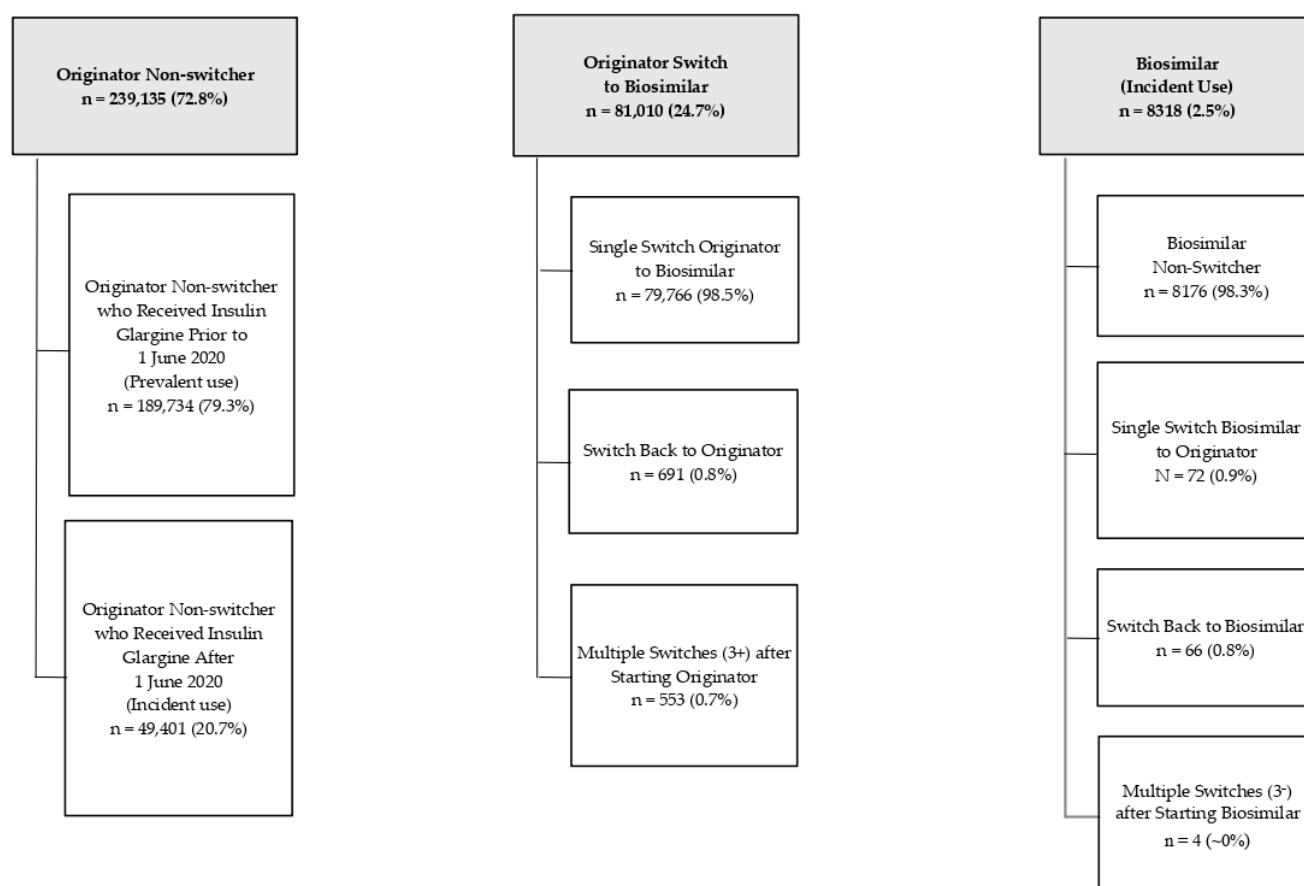 Originator Non-switcher
n = 239,135 (72.8%)
Originator Non-switcher
who Received Insulin
Glargine Prior to
1 June 2020
(Prevalent use)
n = 189,734 (79.3%)
Originator Non-switcher
who Received Insulin
Glargine After
1 June 2020
(Incident use)
n = 49,401 (20.7%)
Originator Switch
to Biosimilar
n = 81,010 (24.7%)
Single Switch Originator
to Biosimilar
n = 79,766 (98.5%)
Switch Back to Originator
n = 691 (0.8%)
Multiple Switches (3+) after
Starting Originator
n = 553 (0.7%)
Biosimilar
(Incident Use)
n = 8318 (2.5%)
Biosimilar
Non-Switcher
n = 8176 (98.3%)
Single Switch Biosimilar
to Originator
N = 72 (0.9%)
Switch Back to Biosimilar
n = 66 (0.8%)
Multiple Switches (3-)
after Starting Biosimilar
n = 4 (~0%)